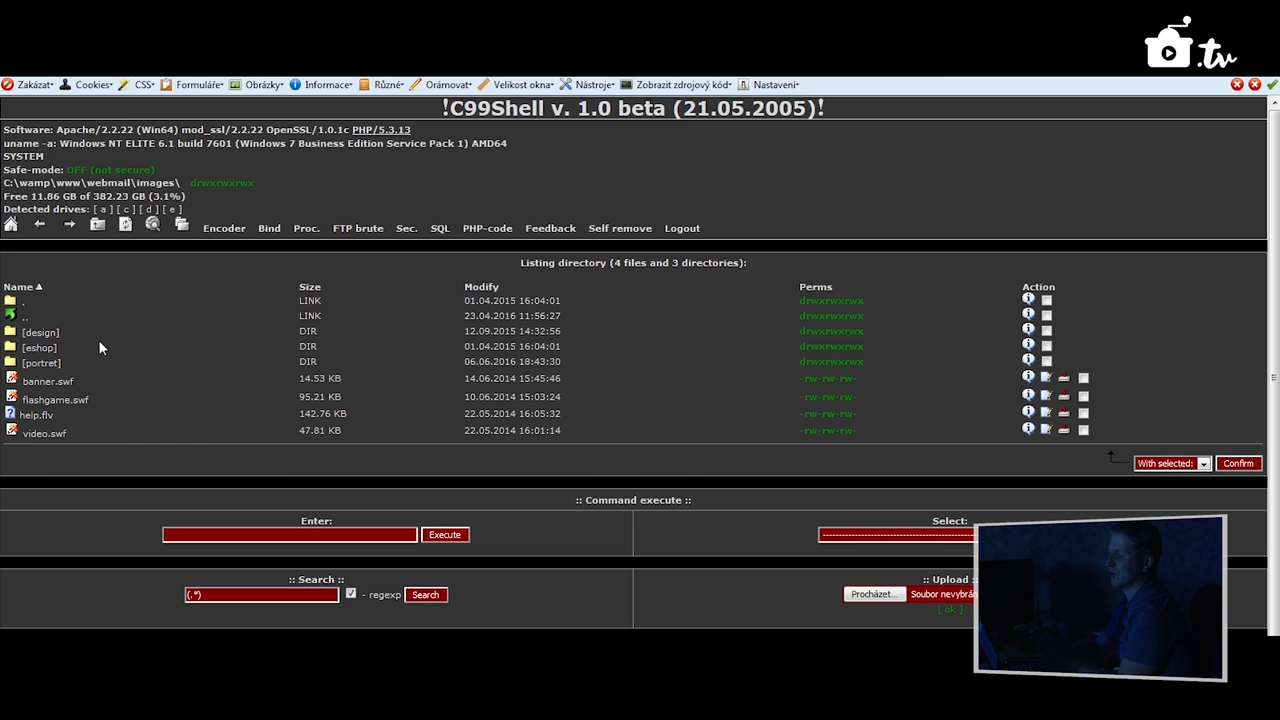 .tv
Zakázat Cookies CSS Formuláře Obrázky Informace Různé Orámovat Velikost okna Nástroje Zobrazit zdrojový kód Nastavení
!C99Shell v. 1.0 beta (21.05.2005)!
Software: Apache/2.2.22 (Win64) mod_ssl/2.2.22 OpenSSL/1.0.1c PHP/5.3.13
uname -a: Windows NT ELITE 6.1 build 7601 (Windows 7 Business Edition Service Pack 1) AMD64
SYSTEM
Safe-mode: OFF (not secure)
C:\wamp\www\webmail\images\ drwxrwxrwx
Free 11.86 GB of 382.23 GB (3.1%)
Detected drives: [ a ] [ c ] [ d ] [ e ]
Encoder Bind Proc. FTP brute Sec. SQL PHP-code Feedback Self remove Logout
Listing directory (4 files and 3 directories):
Name Size Modify Perms Action
. LINK 01.04.2015 16:04:01 drwxrwxrwx
.. LINK 23.04.2016 11:56:27 drwxrwxrwx
[design] DIR 12.09.2015 14:32:56 drwxrwxrwx
[eshop] DIR 01.04.2015 16:04:01 drwxrwxrwx
[portret] DIR 06.06.2016 18:43:30 drwxrwxrwx
banner.swf 14.53 KB 14.06.2014 15:45:46 -rw-rw-rw-
flashgame.swf 95.21 KB 10.06.2014 15:03:24 -rw-rw-rw-
help.flv 142.76 KB 22.05.2014 16:05:32 -rw-rw-rw-
video.swf 47.81 KB 22.05.2014 16:01:14 -rw-rw-rw-
With selected: Confirm
:: Command execute ::
Enter: Select:
Execute
:: Search :: :: Upload ::
(.*) - regexp Search Procházet... Soubor nevybrán
[ ok ]